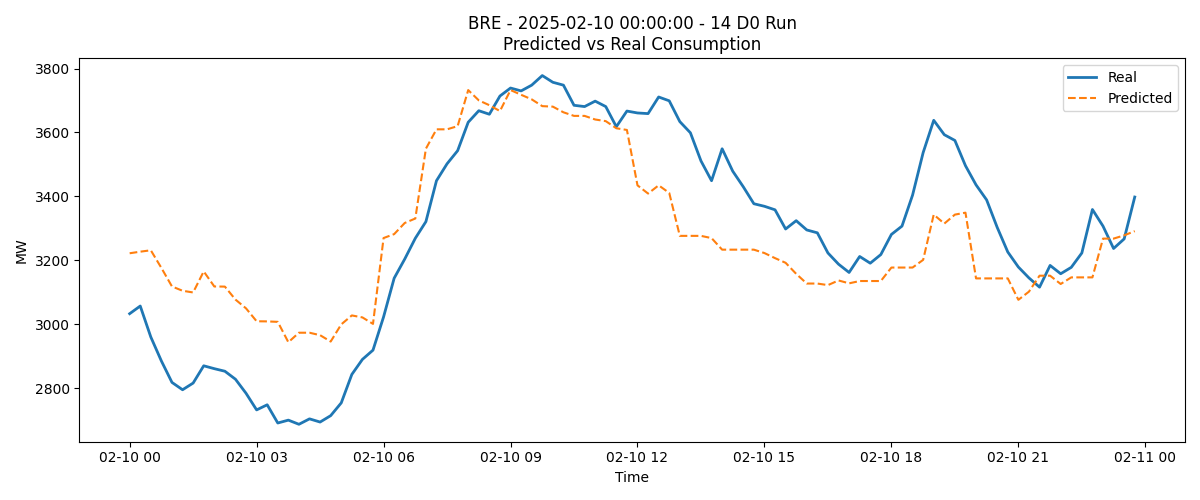 BRE - 2025-02-10 00:00:00 - 14 D0 Run
Predicted vs Real Consumption
Real
Predicted
MW
3800
3600
3400
3200
3000
2800
02-10 00
02-10 03
02-10 06
02-10 09
02-10 12
02-10 15
02-10 18
02-10 21
02-11 00
Time